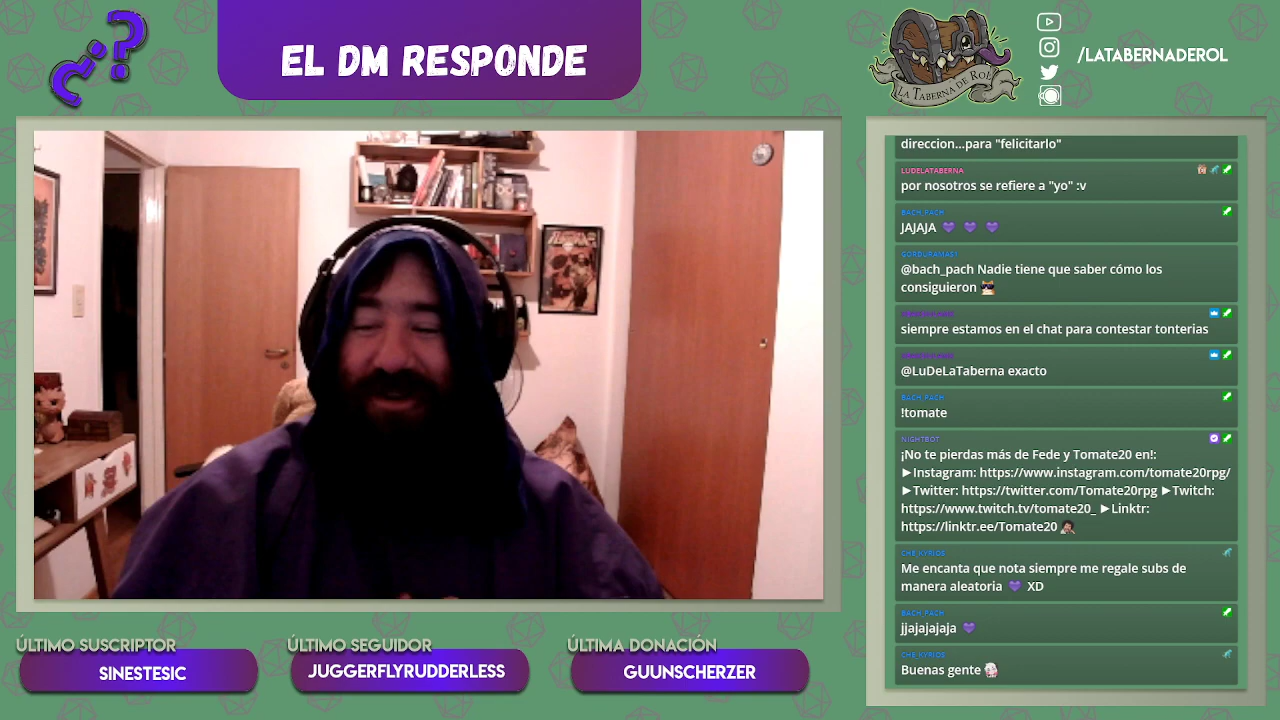 EL DM RESPONDE
LA TABERNA DE ROL
/LATABERNADEROL
direccion...para "felicitarlo"
LUDELATABERNA
por nosotros se refiere a "yo" :v
BACH_PACH
JAJAJA
@bach_pach Nadie tiene que saber cómo los
consiguieron
siempre estamos en el chat para contestar tonterias
@LuDeLaTaberna exacto
BACH_PACH
!tomate
NIGHTBOT
¡No te pierdas más de Fede y Tomate20 en!:
►Instagram: https://www.instagram.com/tomate20rpg/
►Twitter: https://twitter.com/Tomate20rpg ►Twitch:
https://www.twitch.tv/tomate20_ ►Linktr:
https://linktr.ee/Tomate20
CHE_KYRIOS
Me encanta que nota siempre me regale subs de
manera aleatoria XD
BACH_PACH
jjajajajaja
CHE_KYRIOS
Buenas gente
ÚLTIMO SUSCRIPTOR
SINESTESIC
ÚLTIMO SEGUIDOR
JUGGERFLYRUDDERLESS
ÚLTIMA DONACIÓN
GUUNSCHERZER